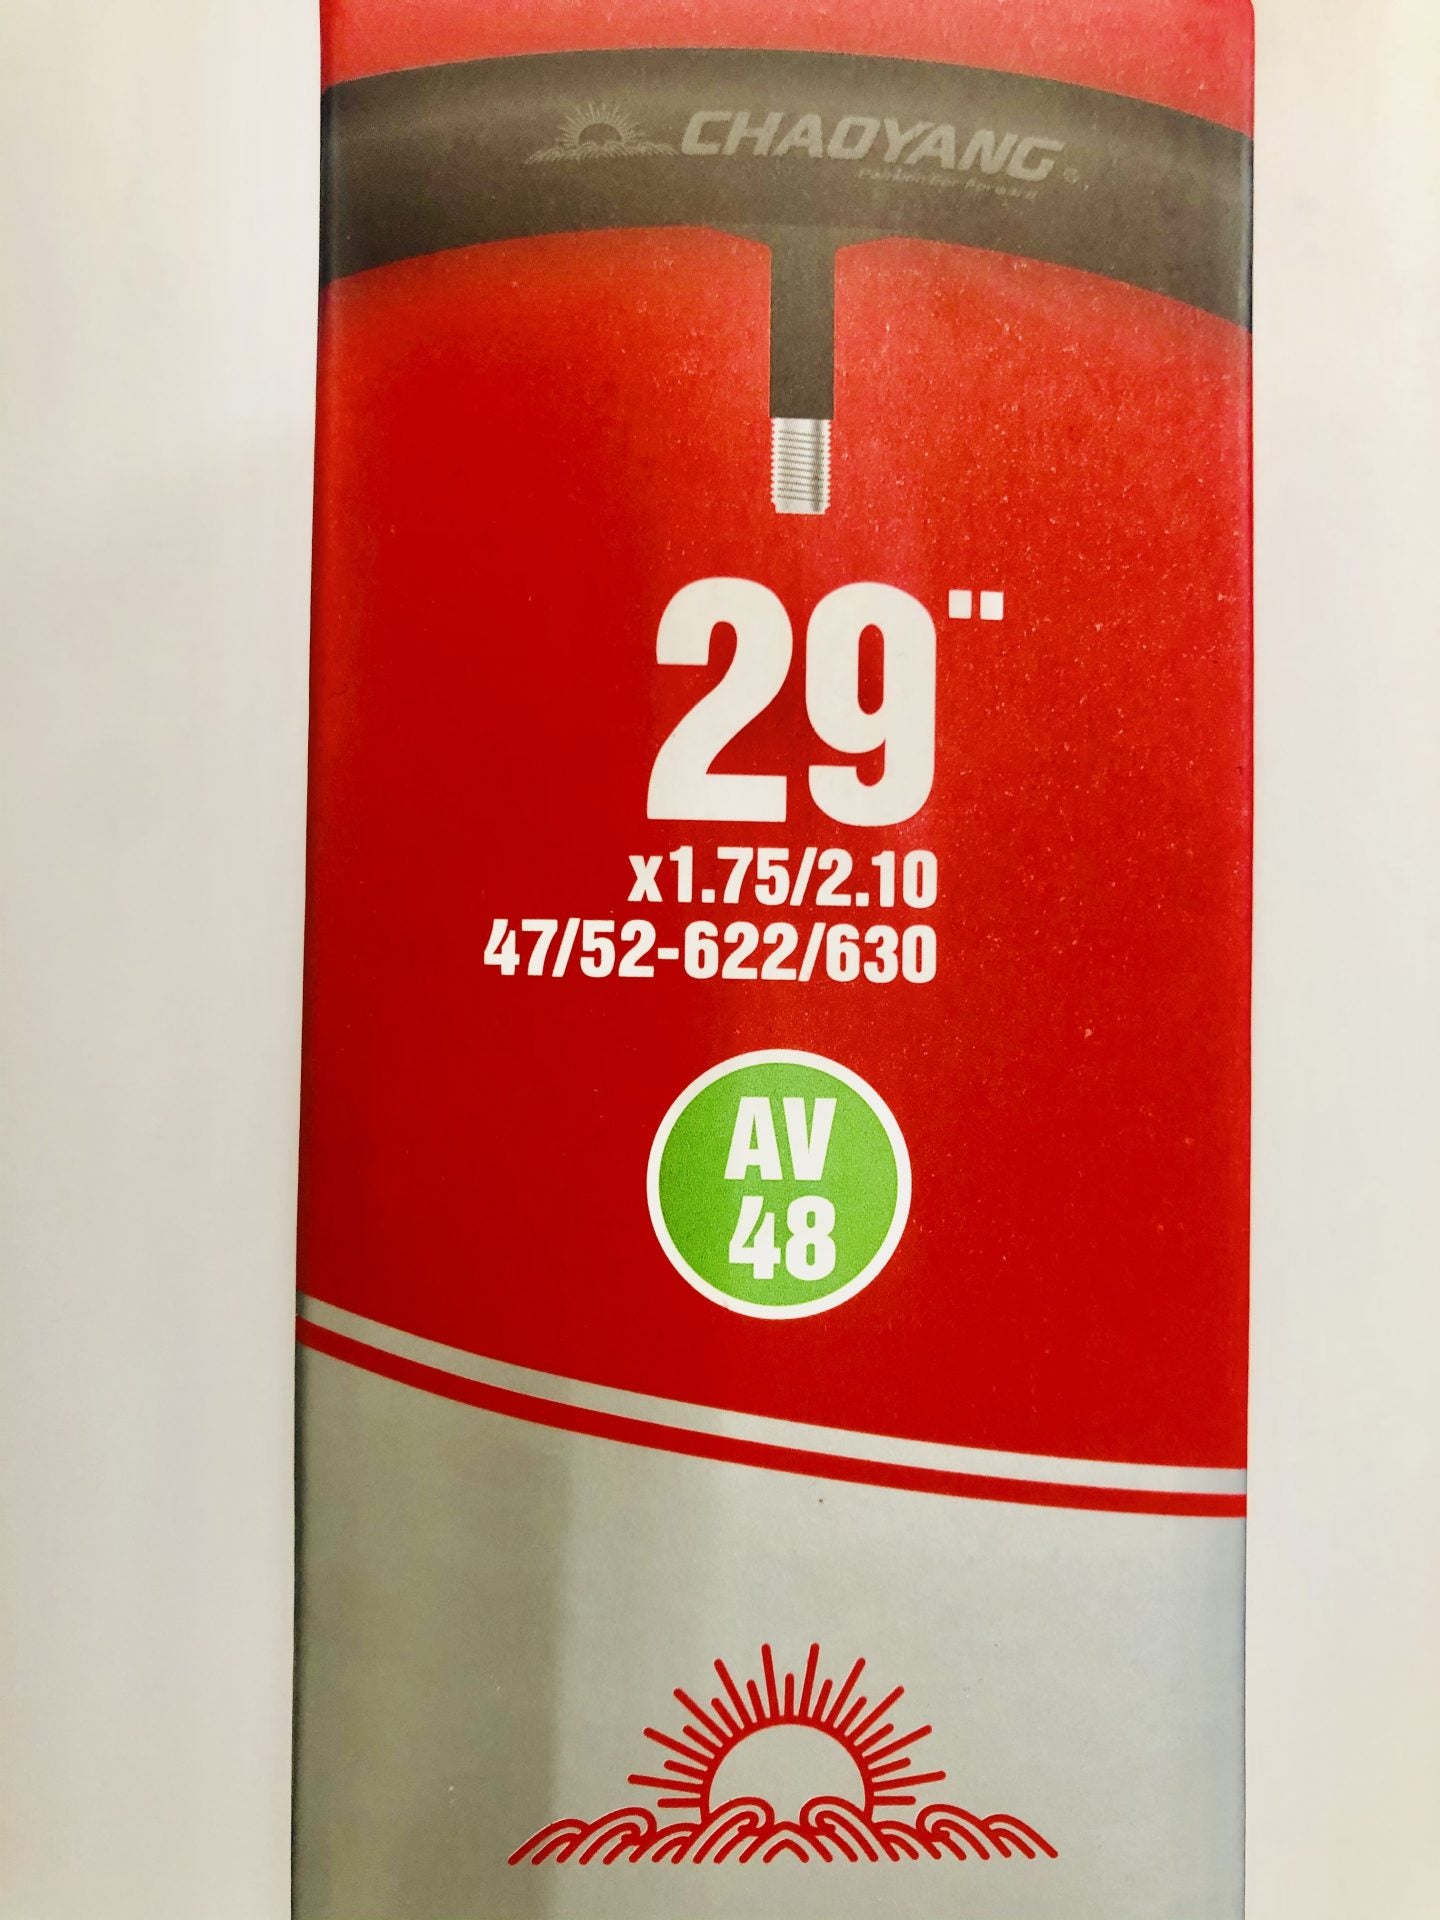 CHAOYANG
29"
x1.75/2.10
47/52-622/630
AV
48